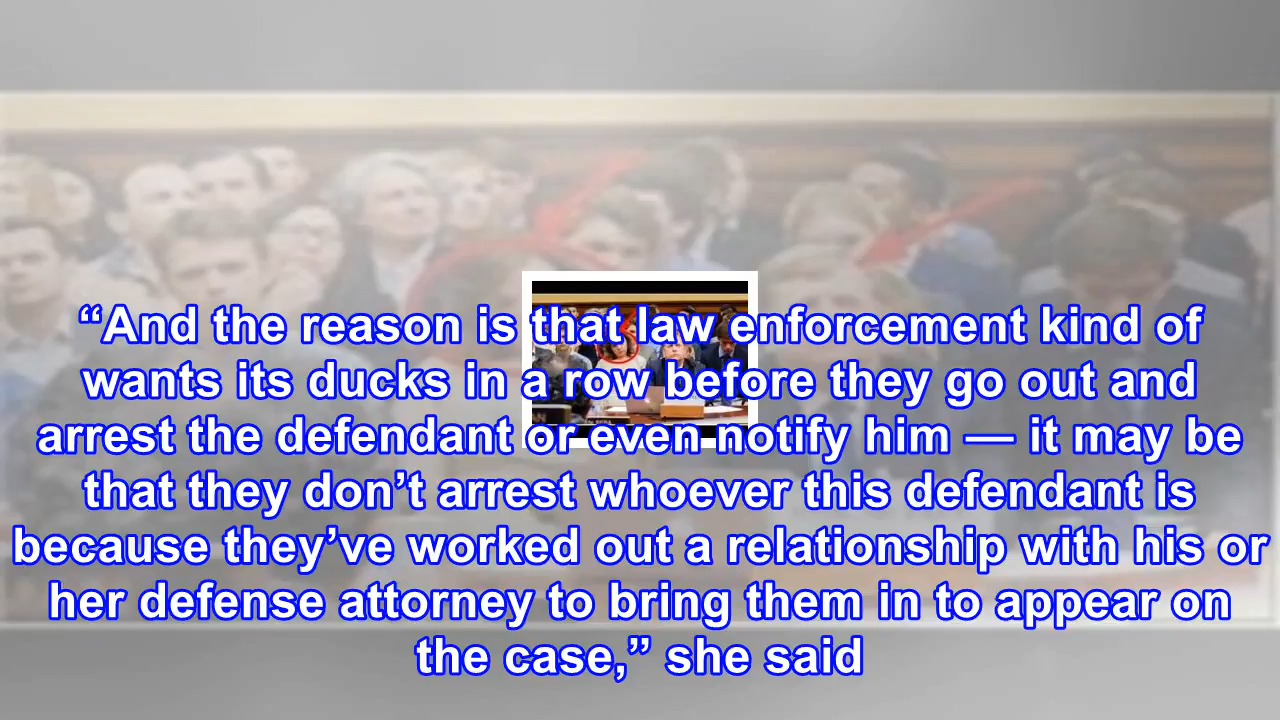 “And the reason is that law enforcement kind of
wants its ducks in a row before they go out and
arrest the defendant or even notify him — it may be
that they don’t arrest whoever this defendant is
because they’ve worked out a relationship with his or
her defense attorney to bring them in to appear on
the case,” she said